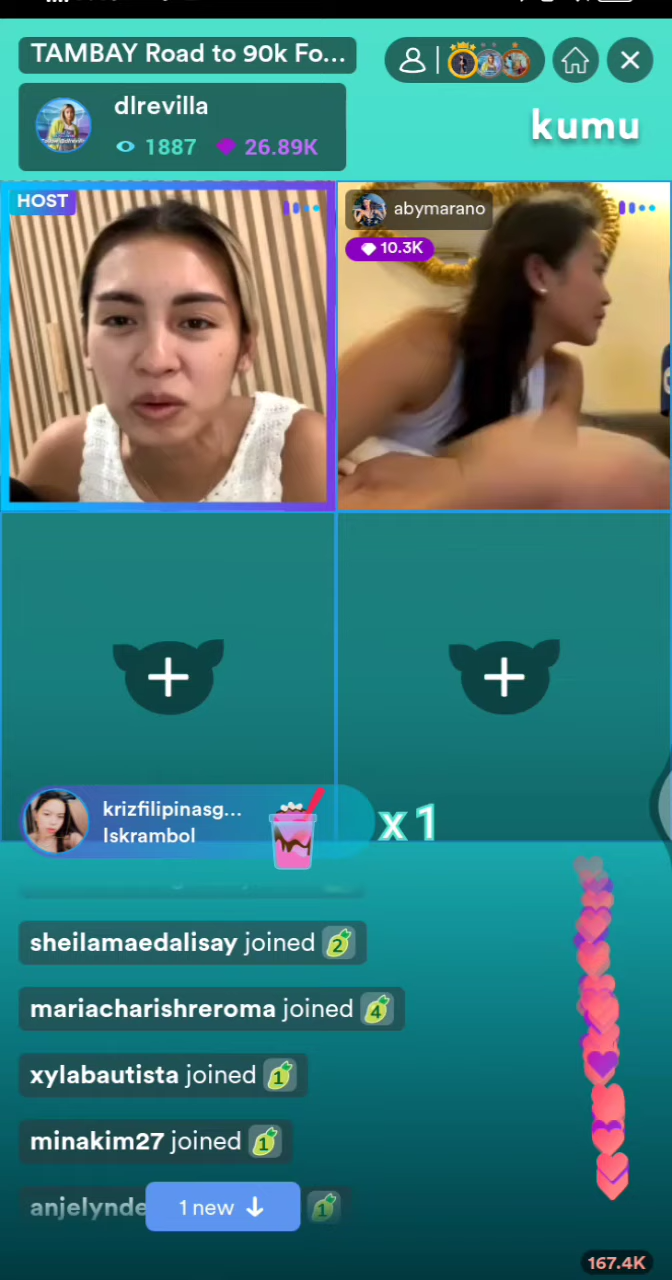 TAMBAY Road to 90k Fo...
dlrevilla
1887 26.89K
kumu
HOST
abymarano
10.3K
krizfilipinasg...
Iskrambol
x 1
sheilamaedalisay joined 2
mariacharishreroma joined 4
xylabautista joined 1
minakim27 joined 1
anjelynde
1 new
1
167.4K